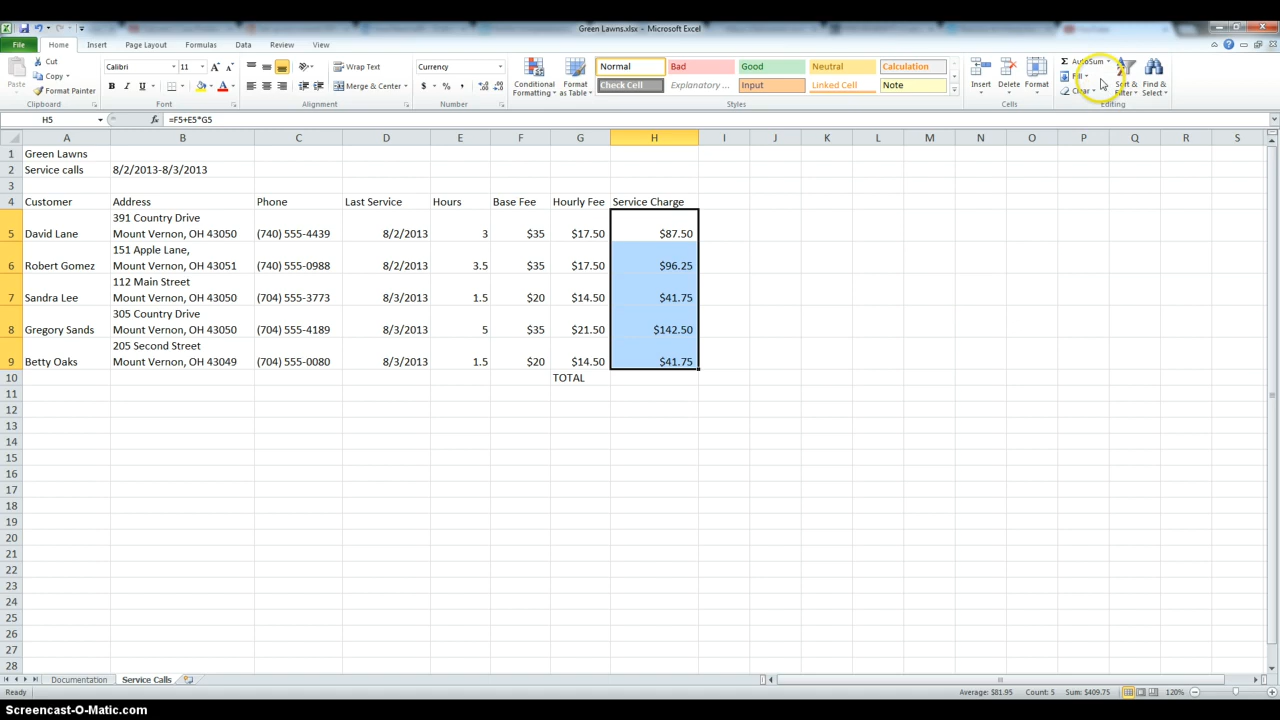 Green Lawns.xlsx - Microsoft Excel
File Home Insert Page Layout Formulas Data Review View
Cut
Copy
Format Painter
Paste
Clipboard
Calibri 11
B I U
Font
Wrap Text
Merge & Center
Alignment
Currency
$ % ,
Number
Conditional Formatting
Format as Table
Normal Bad Good Neutral Calculation
Check Cell Explanatory ... Input Linked Cell Note
Styles
Insert Delete Format
Cells
Σ AutoSum
Fill
Clear
Sort & Filter
Find & Select
Editing
H5 fx =F5+E5*G5
A B C D E F G H I J K L M N O P Q R S
1 Green Lawns
2 Service calls 8/2/2013-8/3/2013
3
4 Customer Address Phone Last Service Hours Base Fee Hourly Fee Service Charge
391 Country Drive
5 David Lane Mount Vernon, OH 43050 (740) 555-4439 8/2/2013 3 $35 $17.50 $87.50
151 Apple Lane,
6 Robert Gomez Mount Vernon, OH 43051 (740) 555-0988 8/2/2013 3.5 $35 $17.50 $96.25
112 Main Street
7 Sandra Lee Mount Vernon, OH 43050 (704) 555-3773 8/3/2013 1.5 $20 $14.50 $41.75
305 Country Drive
8 Gregory Sands Mount Vernon, OH 43050 (704) 555-4189 8/3/2013 5 $35 $21.50 $142.50
205 Second Street
9 Betty Oaks Mount Vernon, OH 43049 (704) 555-0080 8/3/2013 1.5 $20 $14.50 $41.75
10 TOTAL
11
12
13
14
15
16
17
18
19
20
21
22
23
24
25
26
27
28
Documentation Service Calls
Ready Average: $81.95 Count: 5 Sum: $409.75 120%
Screencast-O-Matic.com